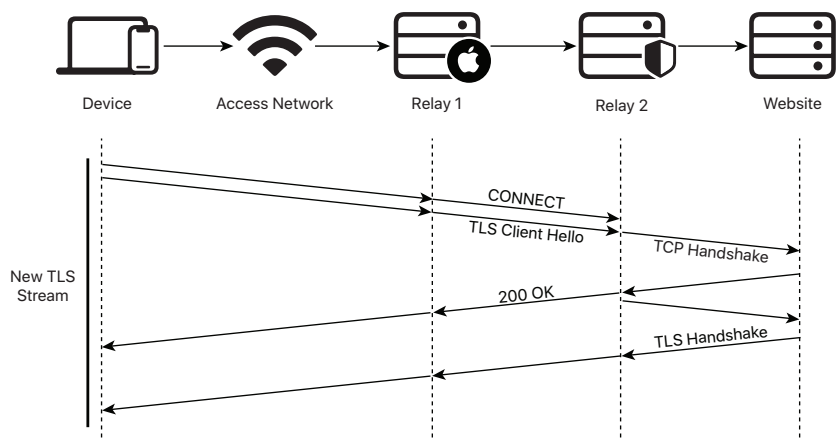 Device
Access Network
Relay 1
Relay 2
Website
CONNECT
TLS Client Hello
TCP Handshake
New TLS
Stream
200 OK
TLS Handshake